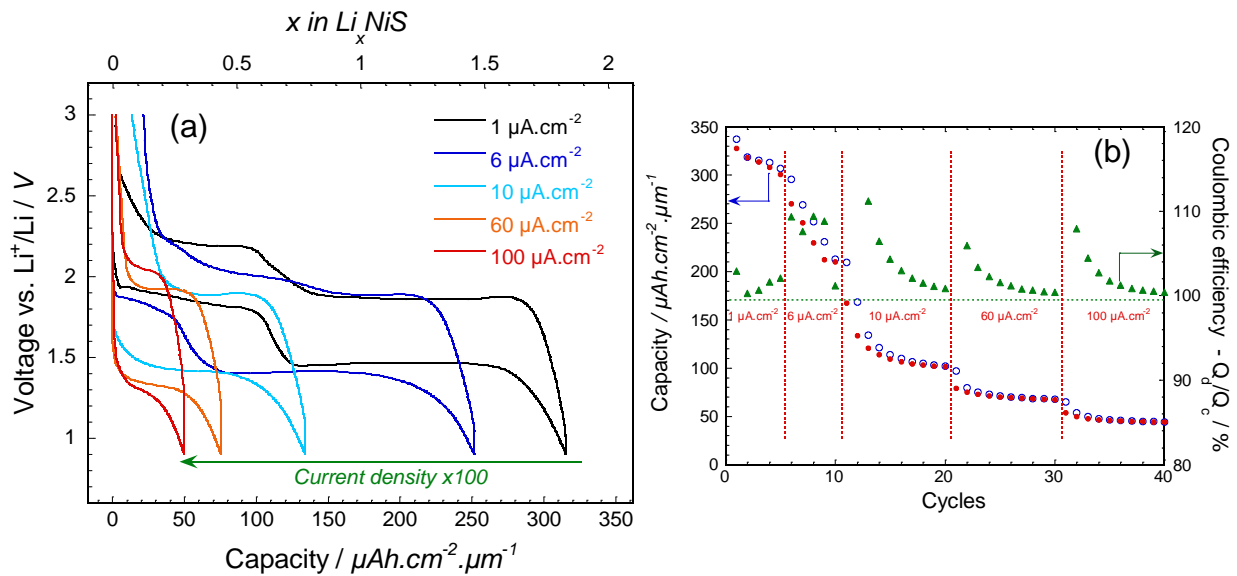 x in LiₓNiS
0 0.5 1 1.5 2
(a)
1 µA.cm⁻²
6 µA.cm⁻²
10 µA.cm⁻²
60 µA.cm⁻²
100 µA.cm⁻²
Voltage vs. Li⁺/Li / V
3
2.5
2
1.5
1
Current density x100
0 50 100 150 200 250 300 350
Capacity / µAh.cm⁻².µm⁻¹
(b)
Capacity / µAh.cm⁻².µm⁻¹
350
300
250
200
150
100
50
0
1 µA.cm⁻² 6 µA.cm⁻² 10 µA.cm⁻² 60 µA.cm⁻² 100 µA.cm⁻²
120
110
100
90
80
Coulombic efficiency - Q_d/Q_c / %
0 10 20 30 40
Cycles